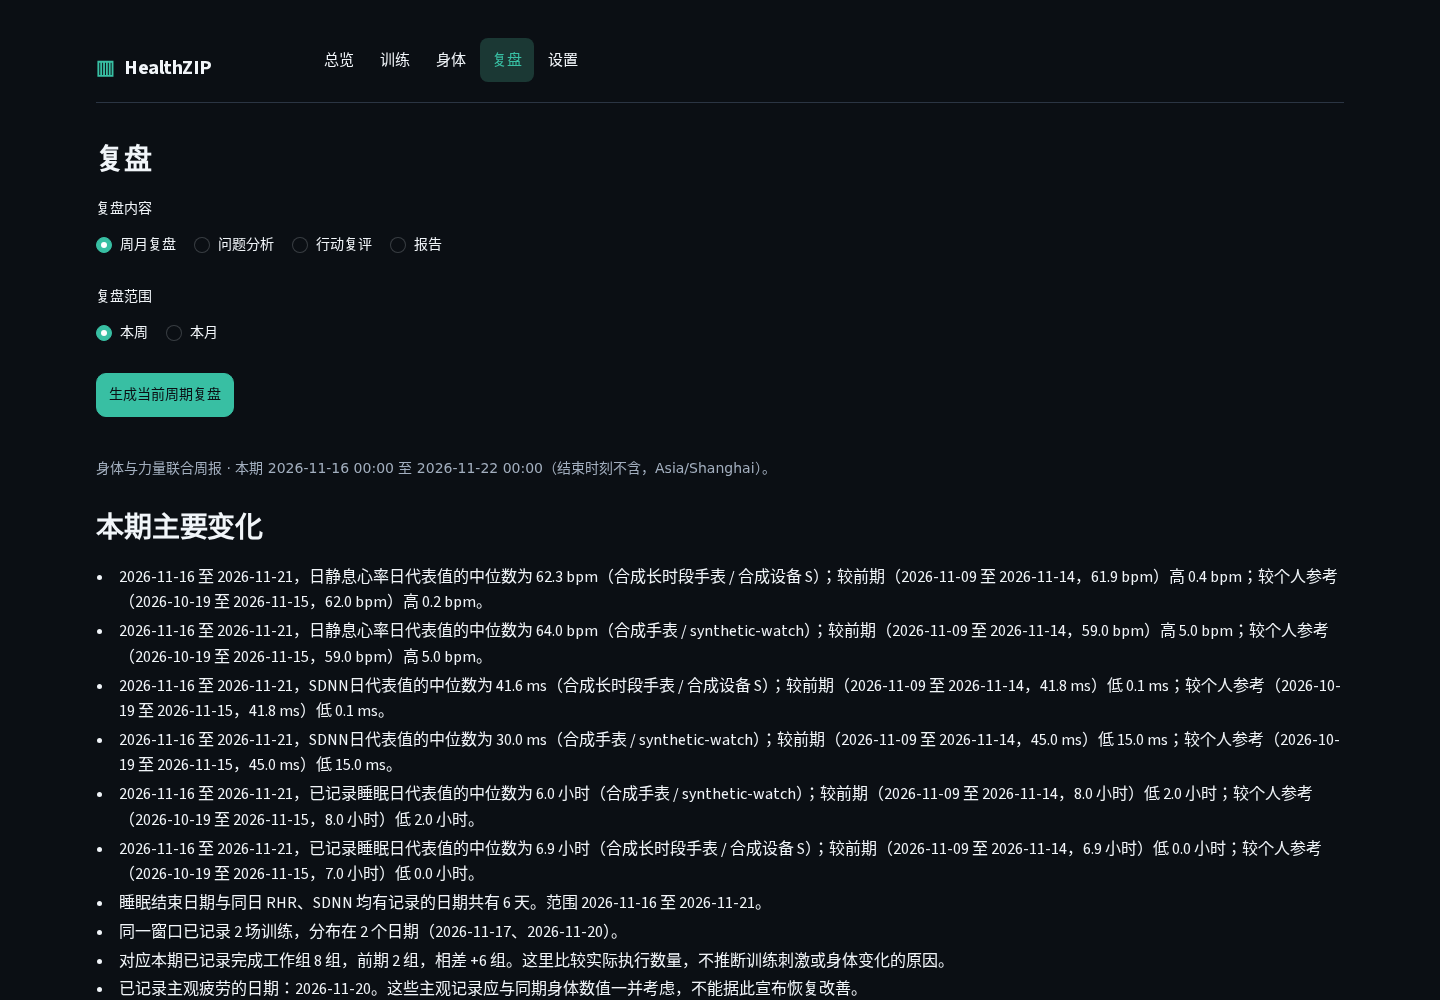 HealthZIP
总览 训练 身体 复盘 设置
复盘
复盘内容
周月复盘 问题分析 行动复评 报告
复盘范围
本周 本月
生成当前周期复盘
身体与力量联合周报 · 本期 2026-11-16 00:00 至 2026-11-22 00:00（结束时刻不含，Asia/Shanghai）。
本期主要变化
2026-11-16 至 2026-11-21，日静息心率日代表值的中位数为 62.3 bpm（合成长时段手表 / 合成设备 S）；较前期（2026-11-09 至 2026-11-14，61.9 bpm）高 0.4 bpm；较个人参考
（2026-10-19 至 2026-11-15，62.0 bpm）高 0.2 bpm。
2026-11-16 至 2026-11-21，日静息心率日代表值的中位数为 64.0 bpm（合成手表 / synthetic-watch）；较前期（2026-11-09 至 2026-11-14，59.0 bpm）高 5.0 bpm；较个人参考
（2026-10-19 至 2026-11-15，59.0 bpm）高 5.0 bpm。
2026-11-16 至 2026-11-21，SDNN日代表值的中位数为 41.6 ms（合成长时段手表 / 合成设备 S）；较前期（2026-11-09 至 2026-11-14，41.8 ms）低 0.1 ms；较个人参考（2026-10-
19 至 2026-11-15，41.8 ms）低 0.1 ms。
2026-11-16 至 2026-11-21，SDNN日代表值的中位数为 30.0 ms（合成手表 / synthetic-watch）；较前期（2026-11-09 至 2026-11-14，45.0 ms）低 15.0 ms；较个人参考（2026-10-
19 至 2026-11-15，45.0 ms）低 15.0 ms。
2026-11-16 至 2026-11-21，已记录睡眠日代表值的中位数为 6.0 小时（合成手表 / synthetic-watch）；较前期（2026-11-09 至 2026-11-14，8.0 小时）低 2.0 小时；较个人参考
（2026-10-19 至 2026-11-15，8.0 小时）低 2.0 小时。
2026-11-16 至 2026-11-21，已记录睡眠日代表值的中位数为 6.9 小时（合成长时段手表 / 合成设备 S）；较前期（2026-11-09 至 2026-11-14，6.9 小时）低 0.0 小时；较个人参考
（2026-10-19 至 2026-11-15，7.0 小时）低 0.0 小时。
睡眠结束日期与同日 RHR、SDNN 均有记录的日期共有 6 天。范围 2026-11-16 至 2026-11-21。
同一窗口已记录 2 场训练，分布在 2 个日期（2026-11-17、2026-11-20）。
对应本期已记录完成工作组 8 组，前期 2 组，相差 +6 组。这里比较实际执行数量，不推断训练刺激或身体变化的原因。
已记录主观疲劳的日期：2026-11-20。这些主观记录应与同期身体数值一并考虑，不能据此宣布恢复改善。